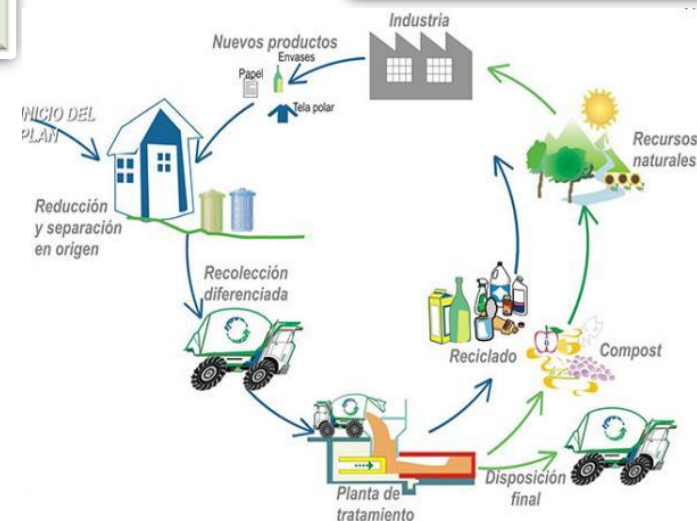 Industria
Nuevos productos
Envases
Papel
Tela polar
INICIO DEL
PLAN
Recursos
naturales
Reducción
y separación
en origen
Recolección
diferenciada
Reciclado
Compost
Disposición
final
Planta de
tratamiento